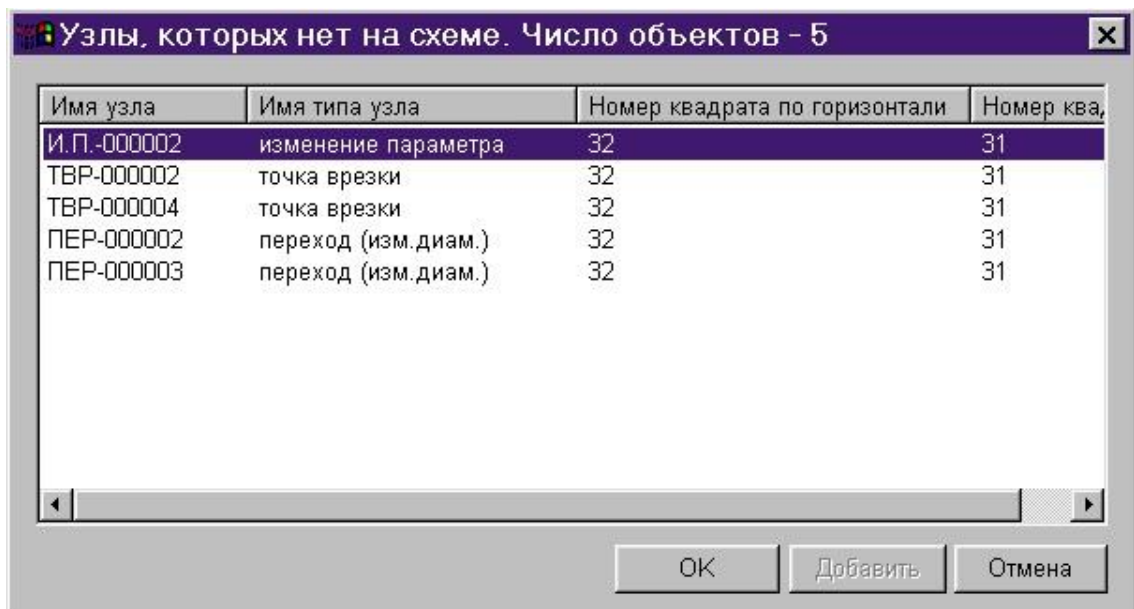 Узлы, которых нет на схеме. Число объектов - 5
Имя узла Имя типа узла Номер квадрата по горизонтали Номер ква
И.П.-000002 изменение параметра 32 31
ТВР-000002 точка врезки 32 31
ТВР-000004 точка врезки 32 31
ПЕР-000002 переход (изм.диам.) 32 31
ПЕР-000003 переход (изм.диам.) 32 31
OK Добавить Отмена